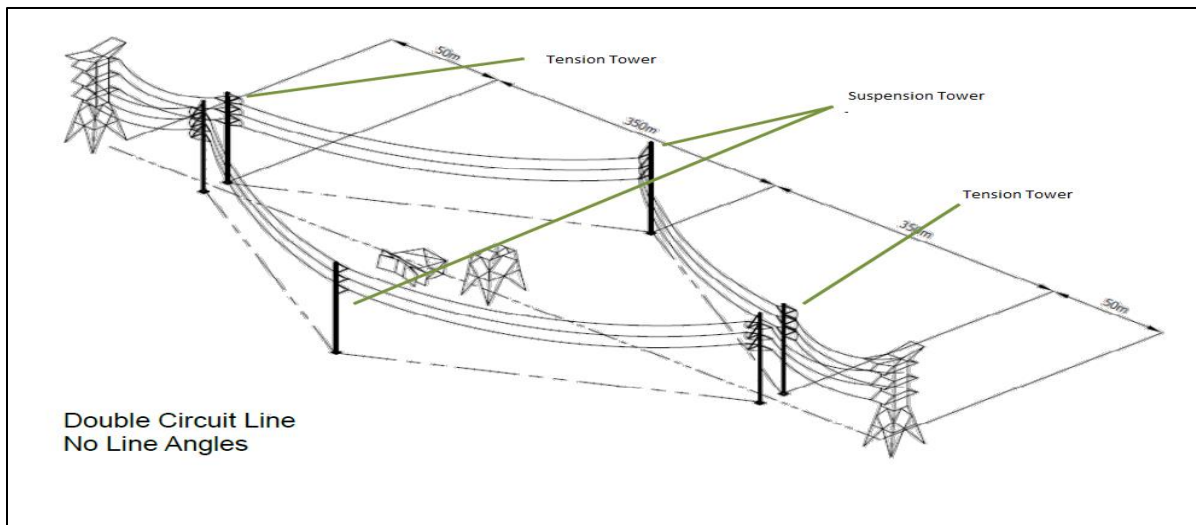 50m
Tension Tower
Suspension Tower
-
350m
Tension Tower
350m
50m
Double Circuit Line
No Line Angles